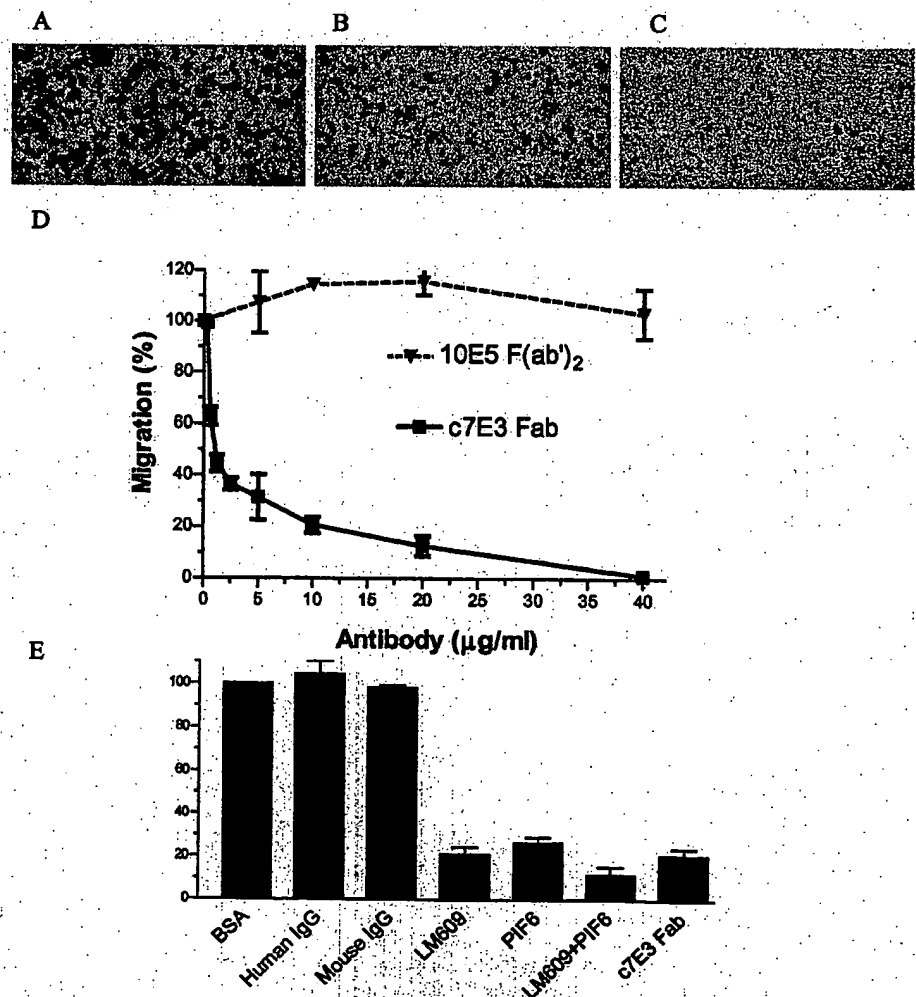 A B C
D
120
100
80
60
40
20
0
Migration (%)
10E5 F(ab')₂
c7E3 Fab
0 5 10 15 20 25 30 35 40
Antibody (μg/ml)
E
100
80
60
40
20
0
BSA
Human IgG
Mouse IgG
LM609
PIF6
LM609+PIF6
c7E3 Fab